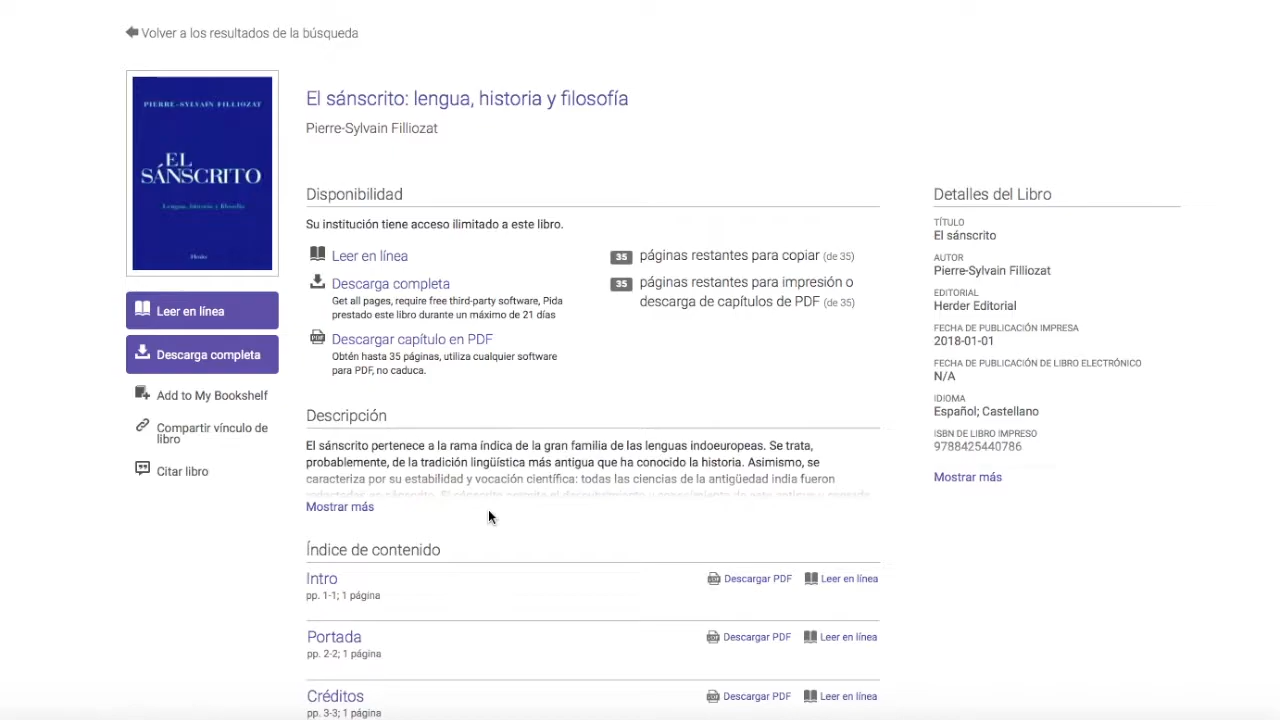 Volver a los resultados de la búsqueda
PIERRE-SYLVAIN FILLIOZAT
EL
SÁNSCRITO
Lengua, historia y filosofía
Herder
El sánscrito: lengua, historia y filosofía
Pierre-Sylvain Filliozat
Disponibilidad
Su institución tiene acceso ilimitado a este libro.
Leer en línea
Descarga completa
Get all pages, require free third-party software, Pida
prestado este libro durante un máximo de 21 días
Descargar capítulo en PDF
Obtén hasta 35 páginas, utiliza cualquier software
para PDF, no caduca.
35 páginas restantes para copiar (de 35)
35 páginas restantes para impresión o
descarga de capítulos de PDF (de 35)
Leer en línea
Descarga completa
Add to My Bookshelf
Compartir vínculo de
libro
Citar libro
Descripción
El sánscrito pertenece a la rama índica de la gran familia de las lenguas indoeuropeas. Se trata,
probablemente, de la tradición lingüística más antigua que ha conocido la historia. Asimismo, se
caracteriza por su estabilidad y vocación científica: todas las ciencias de la antigüedad india fueron
Mostrar más
Índice de contenido
Intro
Descargar PDF Leer en línea
pp. 1-1; 1 página
Portada
Descargar PDF Leer en línea
pp. 2-2; 1 página
Créditos
Descargar PDF Leer en línea
pp. 3-3; 1 página
Detalles del Libro
TÍTULO
El sánscrito
AUTOR
Pierre-Sylvain Filliozat
EDITORIAL
Herder Editorial
FECHA DE PUBLICACIÓN IMPRESA
2018-01-01
FECHA DE PUBLICACIÓN DE LIBRO ELECTRÓNICO
N/A
IDIOMA
Español; Castellano
ISBN DE LIBRO IMPRESO
9788425440786
Mostrar más